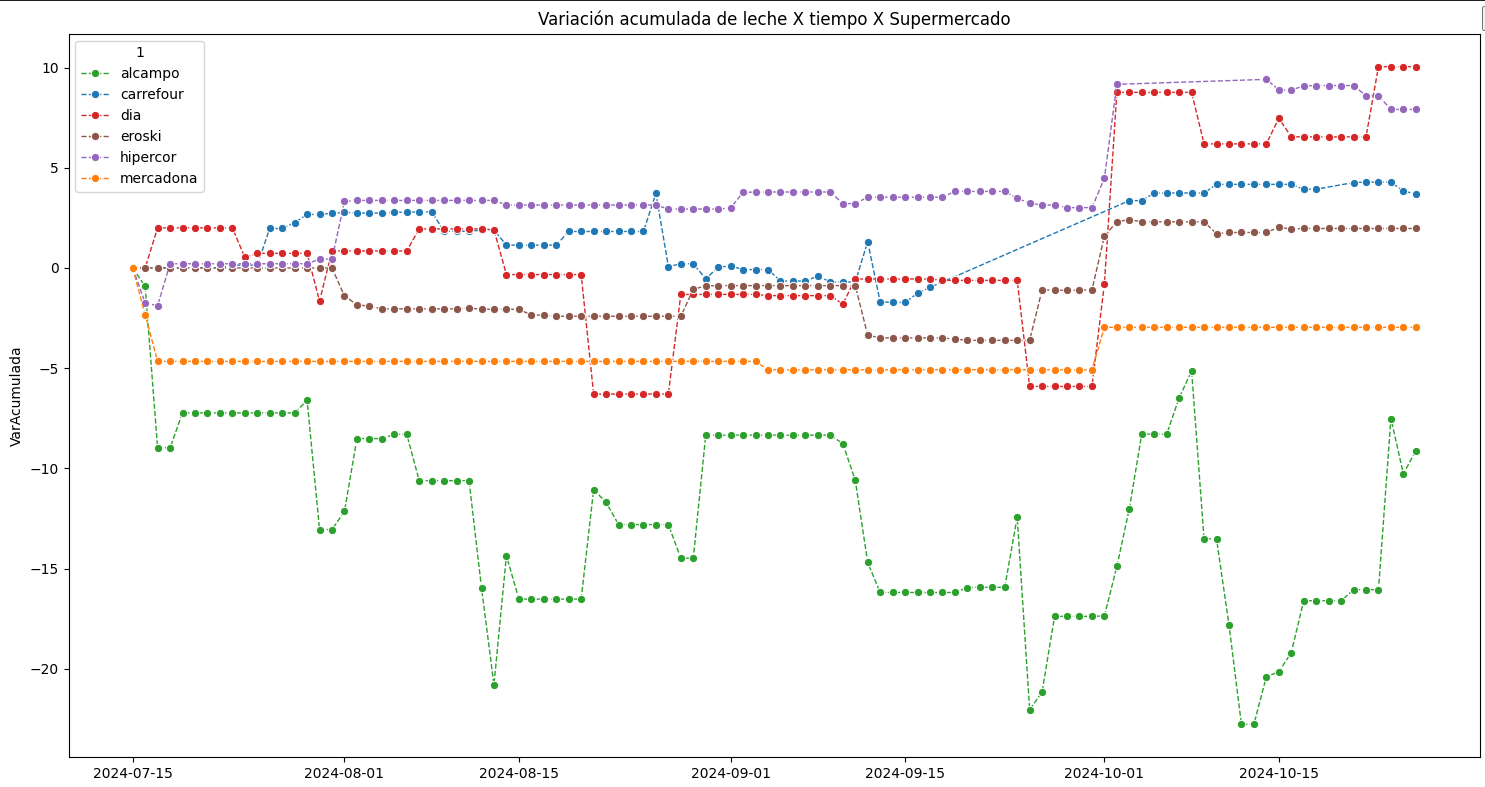 Variación acumulada de leche X tiempo X Supermercado
1
alcampo
carrefour
dia
eroski
hipercor
mercadona
VarAcumulada
10
5
0
−5
−10
−15
−20
2024-07-15 2024-08-01 2024-08-15 2024-09-01 2024-09-15 2024-10-01 2024-10-15